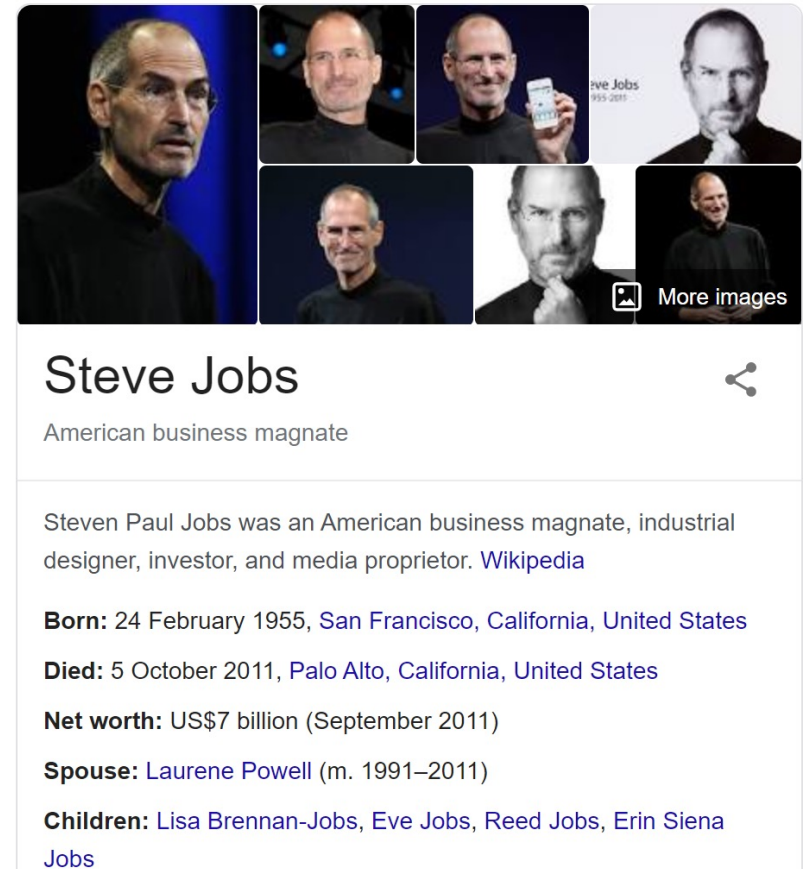 eve Jobs
955-2011
More images
Steve Jobs
American business magnate
Steven Paul Jobs was an American business magnate, industrial
designer, investor, and media proprietor. Wikipedia
Born: 24 February 1955, San Francisco, California, United States
Died: 5 October 2011, Palo Alto, California, United States
Net worth: US$7 billion (September 2011)
Spouse: Laurene Powell (m. 1991–2011)
Children: Lisa Brennan-Jobs, Eve Jobs, Reed Jobs, Erin Siena
Jobs